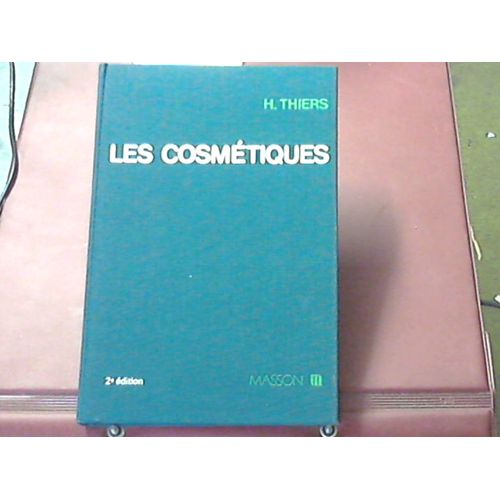 H. THIERS
LES COSMÉTIQUES
2e édition
MASSON